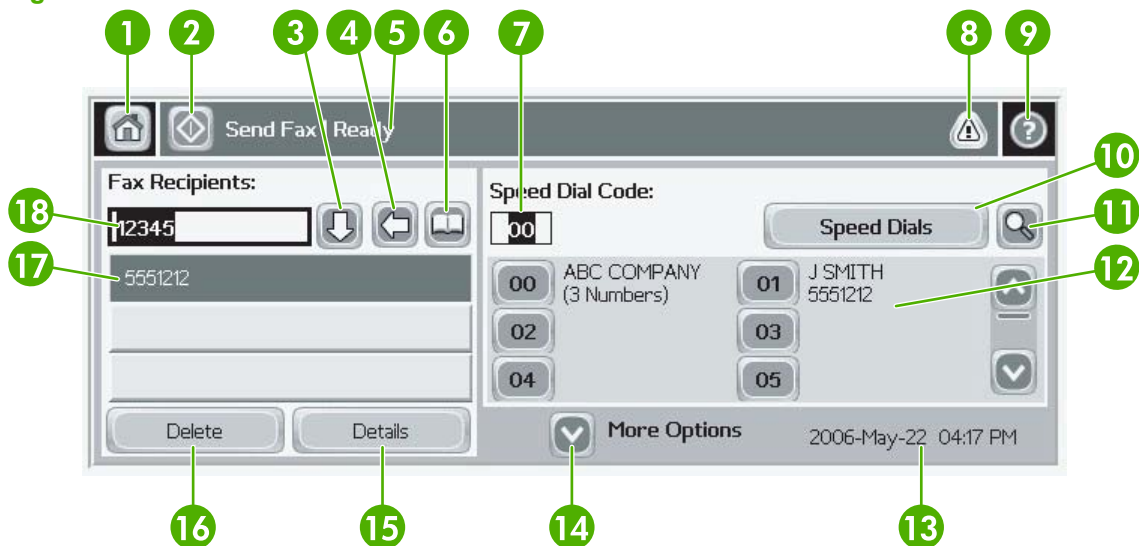 1 2 3 4 5 6 7 8 9
Send Fax | Ready
?
10
Fax Recipients:
Speed Dial Code:
18
12345
00
Speed Dials
11
17
5551212
00 ABC COMPANY
(3 Numbers)
01 J SMITH
5551212
12
02 03
04 05
Delete Details
More Options
2006-May-22 04:17 PM
16 15 14 13